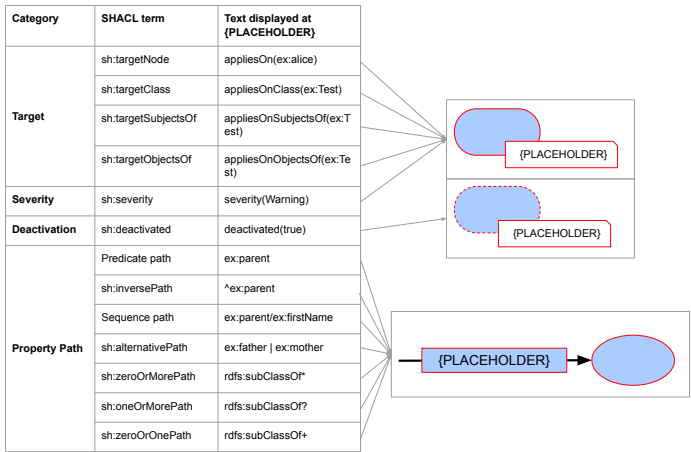 Category SHACL term Text displayed at
{PLACEHOLDER}
Target
sh:targetNode appliesOn(ex:alice)
sh:targetClass appliesOnClass(ex:Test)
sh:targetSubjectsOf appliesOnSubjectsOf(ex:T
est)
sh:targetObjectsOf appliesOnObjectsOf(ex:Te
st)
Severity sh:severity severity(Warning)
Deactivation sh:deactivated deactivated(true)
Property Path
Predicate path ex:parent
sh:inversePath ^ex:parent
Sequence path ex:parent/ex:firstName
sh:alternativePath ex:father | ex:mother
sh:zeroOrMorePath rdfs:subClassOf*
sh:oneOrMorePath rdfs:subClassOf?
sh:zeroOrOnePath rdfs:subClassOf+
{PLACEHOLDER}
{PLACEHOLDER}
{PLACEHOLDER}